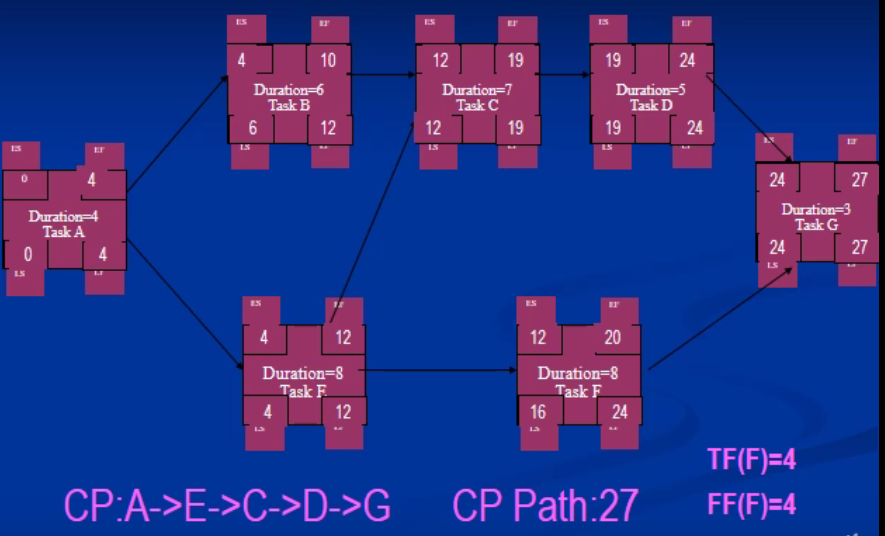 ES EF
4 10
Duration=6
Task B
6 12
LS LF
ES EF
12 19
Duration=7
Task C
12 19
LS LF
ES EF
19 24
Duration=5
Task D
19 24
LS LF
ES EF
0 4
Duration=4
Task A
0 4
LS LF
ES EF
24 27
Duration=3
Task G
24 27
LS
ES EF
4 12
Duration=8
Task E
4 12
LS
ES EF
12 20
Duration=8
Task F
16 24
LS
TF(F)=4
CP:A->E->C->D->G CP Path:27 FF(F)=4